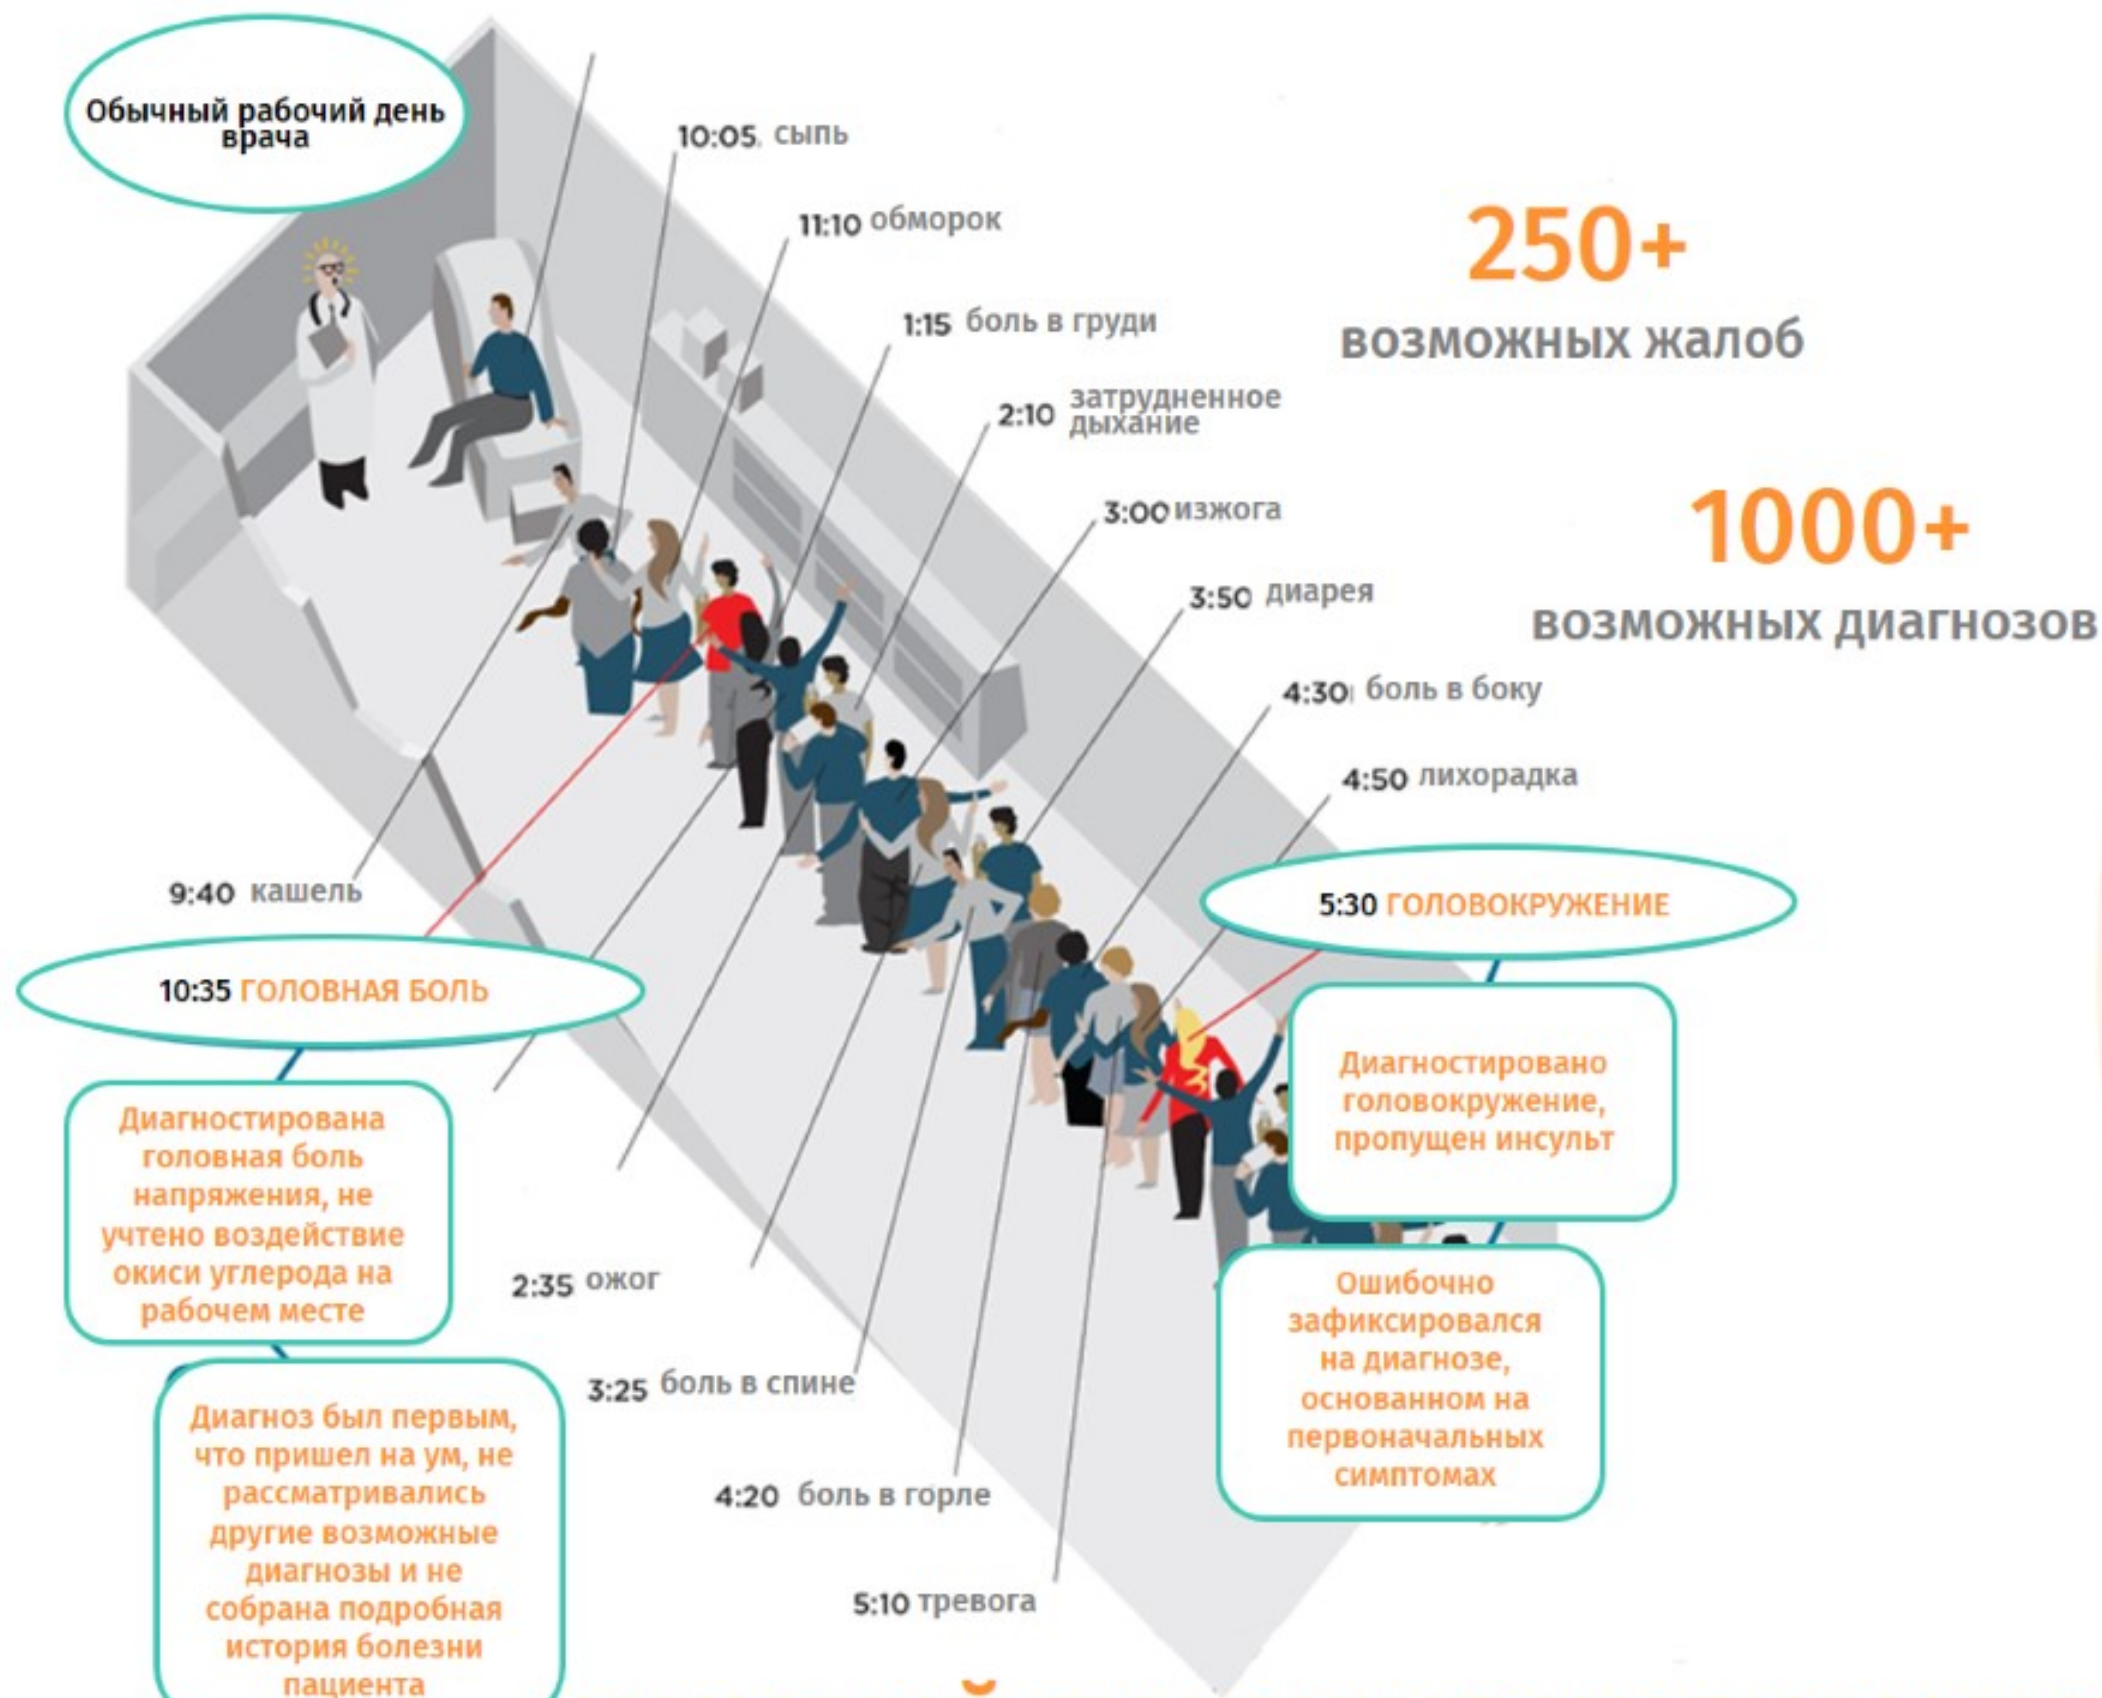 Обычный рабочий день
врача
10:05 сыпь
11:10 обморок
1:15 боль в груди
2:10 затрудненное
дыхание
3:00 изжога
3:50 диарея
4:30 боль в боку
4:50 лихорадка
250+
возможных жалоб
1000+
возможных диагнозов
9:40 кашель
10:35 ГОЛОВНАЯ БОЛЬ
Диагностирована
головная боль
напряжения, не
учтено воздействие
окиси углерода на
рабочем месте
Диагноз был первым,
что пришел на ум, не
рассматривались
другие возможные
диагнозы и не
собрана подробная
история болезни
пациента
2:35 ожог
3:25 боль в спине
4:20 боль в горле
5:10 тревога
5:30 ГОЛОВОКРУЖЕНИЕ
Диагностировано
головокружение,
пропущен инсульт
Ошибочно
зафиксировался
на диагнозе,
основанном на
первоначальных
симптомах